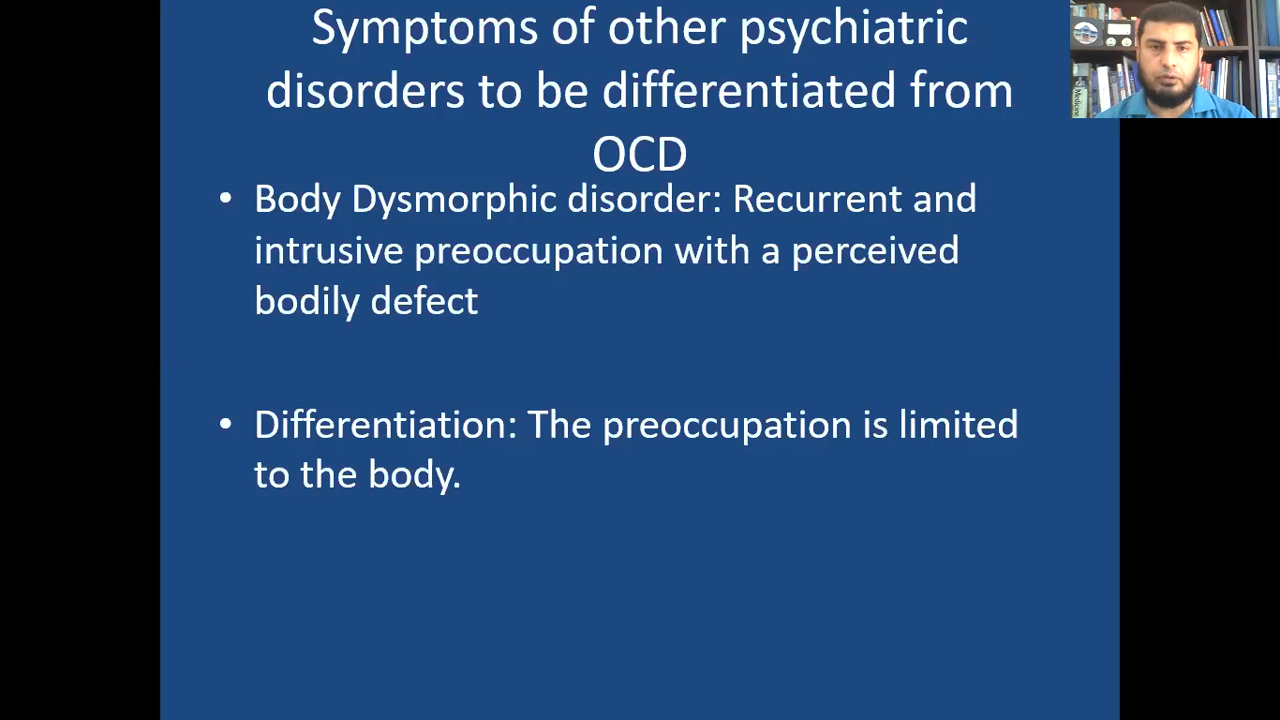 Symptoms of other psychiatric
disorders to be differentiated from
OCD
• Body Dysmorphic disorder: Recurrent and
intrusive preoccupation with a perceived
bodily defect
• Differentiation: The preoccupation is limited
to the body.
Medicine